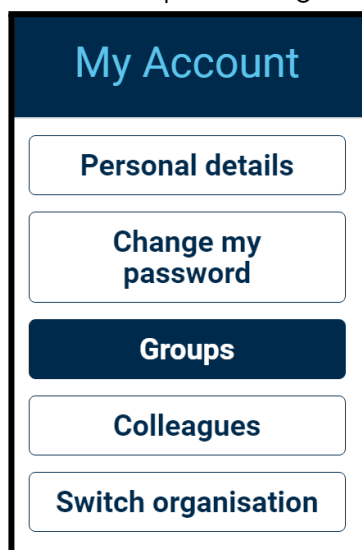 My Account
Personal details
Change my
password
Groups
Colleagues
Switch organisation